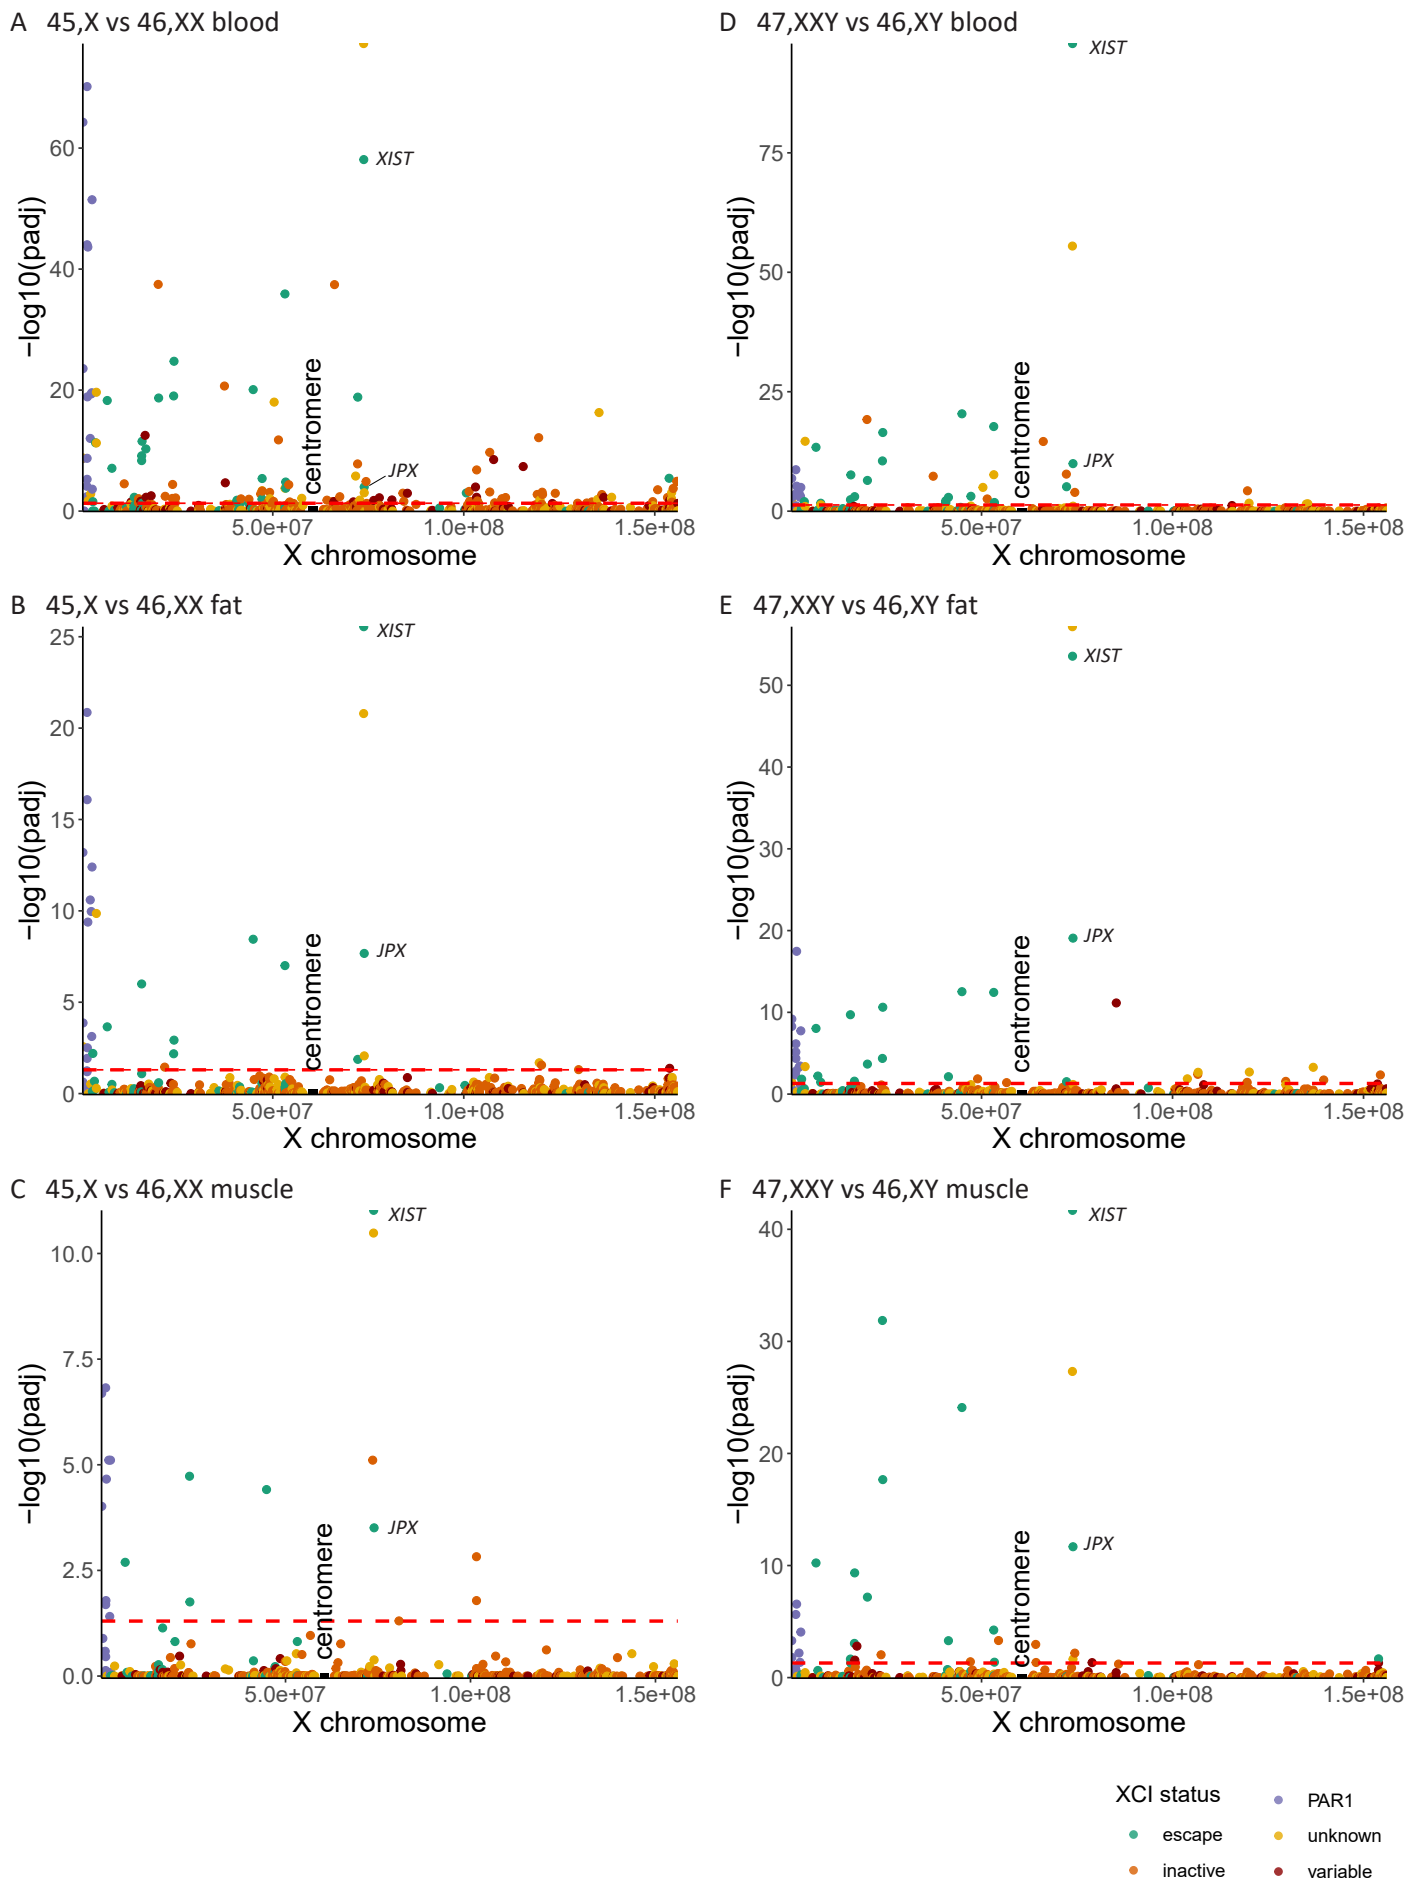 A 45,X vs 46,XX blood
−log10(padj)
60
40
20
0
XIST
JPX
centromere
5.0e+07 1.0e+08 1.5e+08
X chromosome
D 47,XXY vs 46,XY blood
−log10(padj)
75
50
25
0
XIST
JPX
centromere
5.0e+07 1.0e+08 1.5e+08
X chromosome
B 45,X vs 46,XX fat
−log10(padj)
25
20
15
10
5
0
XIST
JPX
centromere
5.0e+07 1.0e+08 1.5e+08
X chromosome
E 47,XXY vs 46,XY fat
−log10(padj)
50
40
30
20
10
0
XIST
JPX
centromere
5.0e+07 1.0e+08 1.5e+08
X chromosome
C 45,X vs 46,XX muscle
−log10(padj)
10.0
7.5
5.0
2.5
0.0
XIST
JPX
centromere
5.0e+07 1.0e+08 1.5e+08
X chromosome
F 47,XXY vs 46,XY muscle
−log10(padj)
40
30
20
10
0
XIST
JPX
centromere
5.0e+07 1.0e+08 1.5e+08
X chromosome
XCI status
escape
inactive
PAR1
unknown
variable